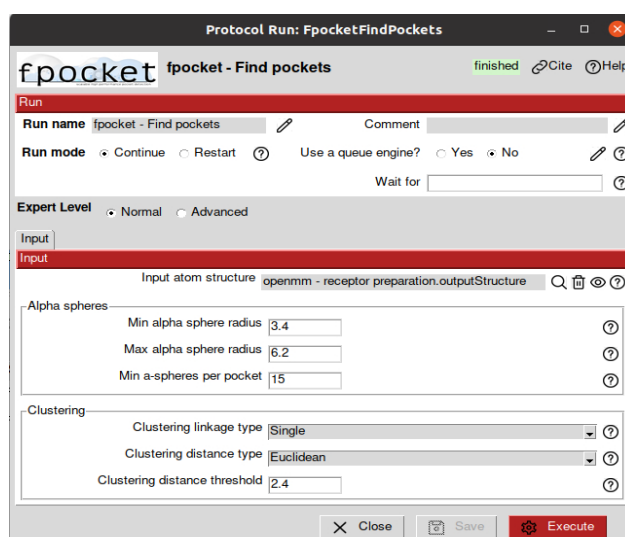 Protocol Run: FpocketFindPockets
fpocket fpocket - Find pockets finished Cite Help
Run
Run name fpocket - Find pockets Comment
Run mode Continue Restart Use a queue engine? Yes No
Wait for
Expert Level Normal Advanced
Input
Input
Input atom structure openmm - receptor preparation.outputStructure
Alpha spheres
Min alpha sphere radius 3.4
Max alpha sphere radius 6.2
Min a-spheres per pocket 15
Clustering
Clustering linkage type Single
Clustering distance type Euclidean
Clustering distance threshold 2.4
Close Save Execute